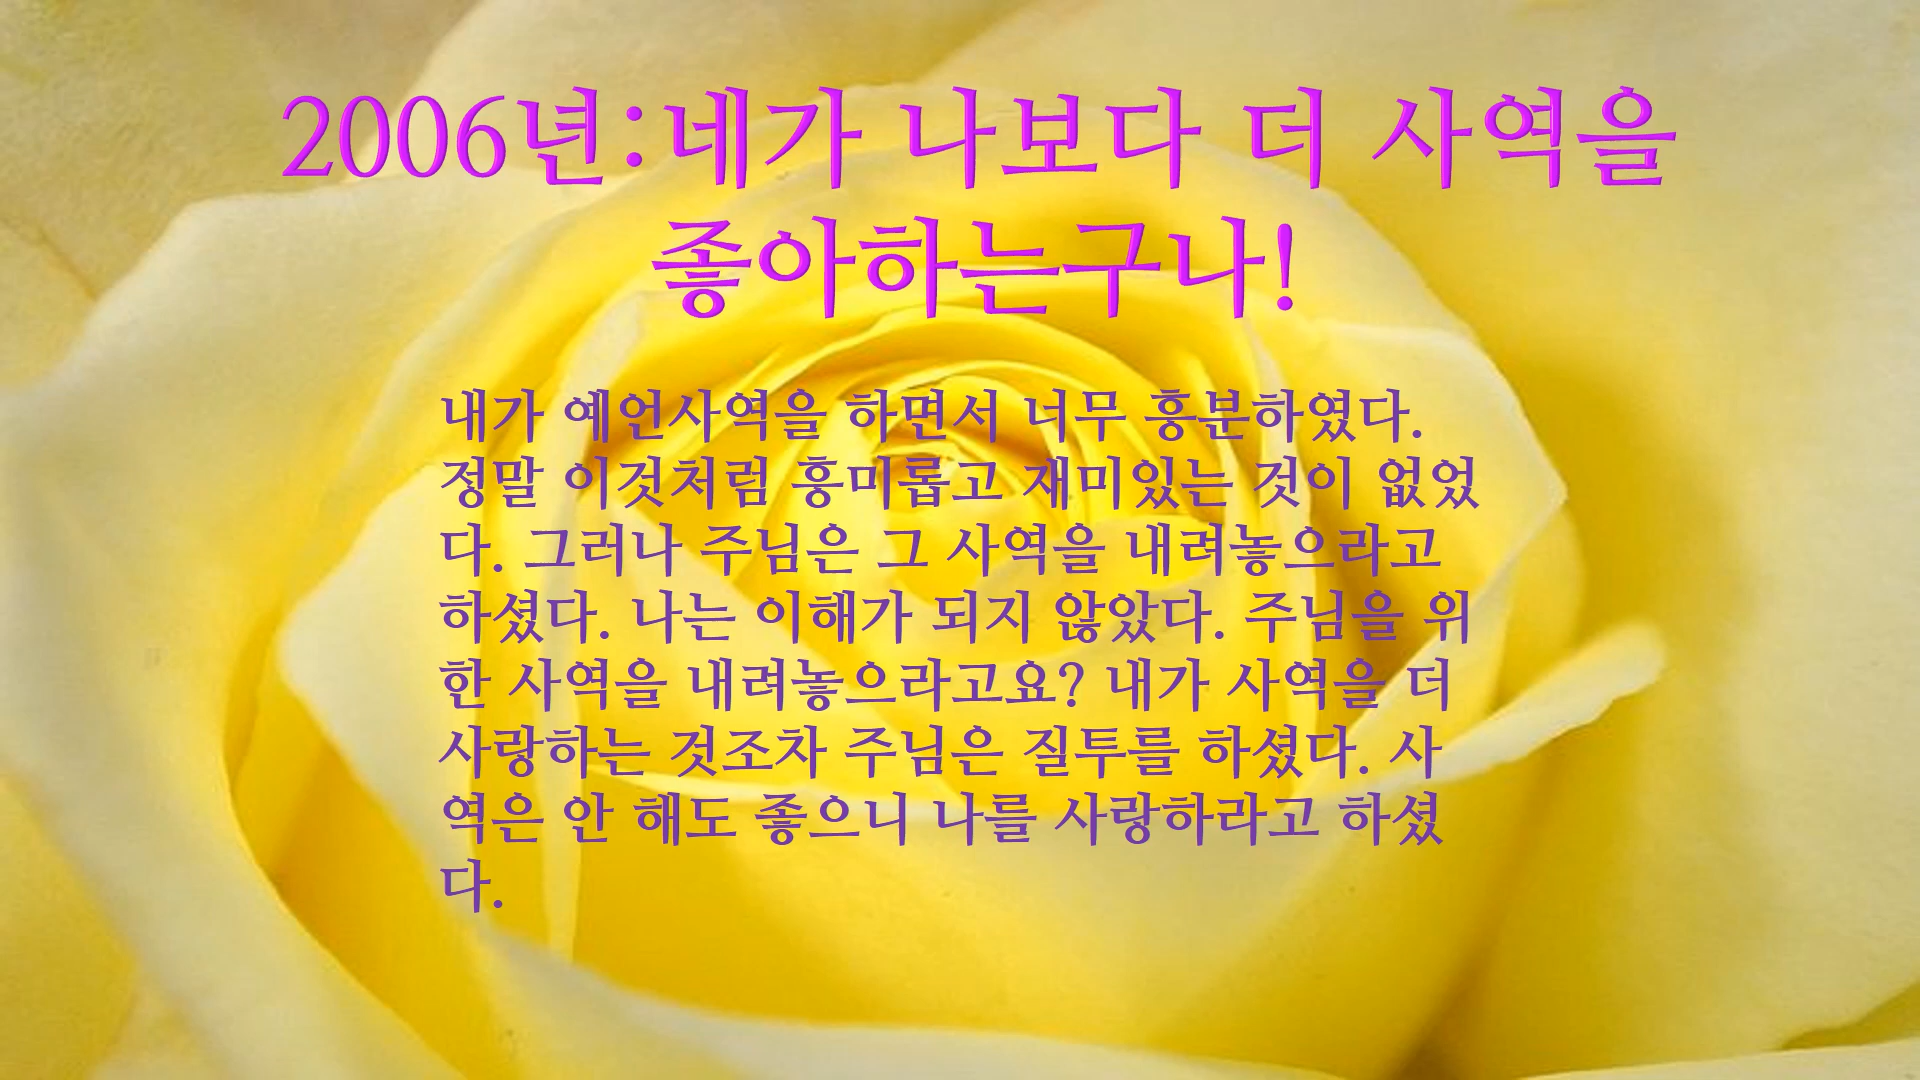 2006년:네가 나보다 더 사역을
좋아하는구나!
내가 예언사역을 하면서 너무 흥분하였다.
정말 이것처럼 흥미롭고 재미있는 것이 없었
다. 그러나 주님은 그 사역을 내려놓으라고
하셨다. 나는 이해가 되지 않았다. 주님을 위
한 사역을 내려놓으라고요? 내가 사역을 더
사랑하는 것조차 주님은 질투를 하셨다. 사
역은 안 해도 좋으니 나를 사랑하라고 하셨
다.